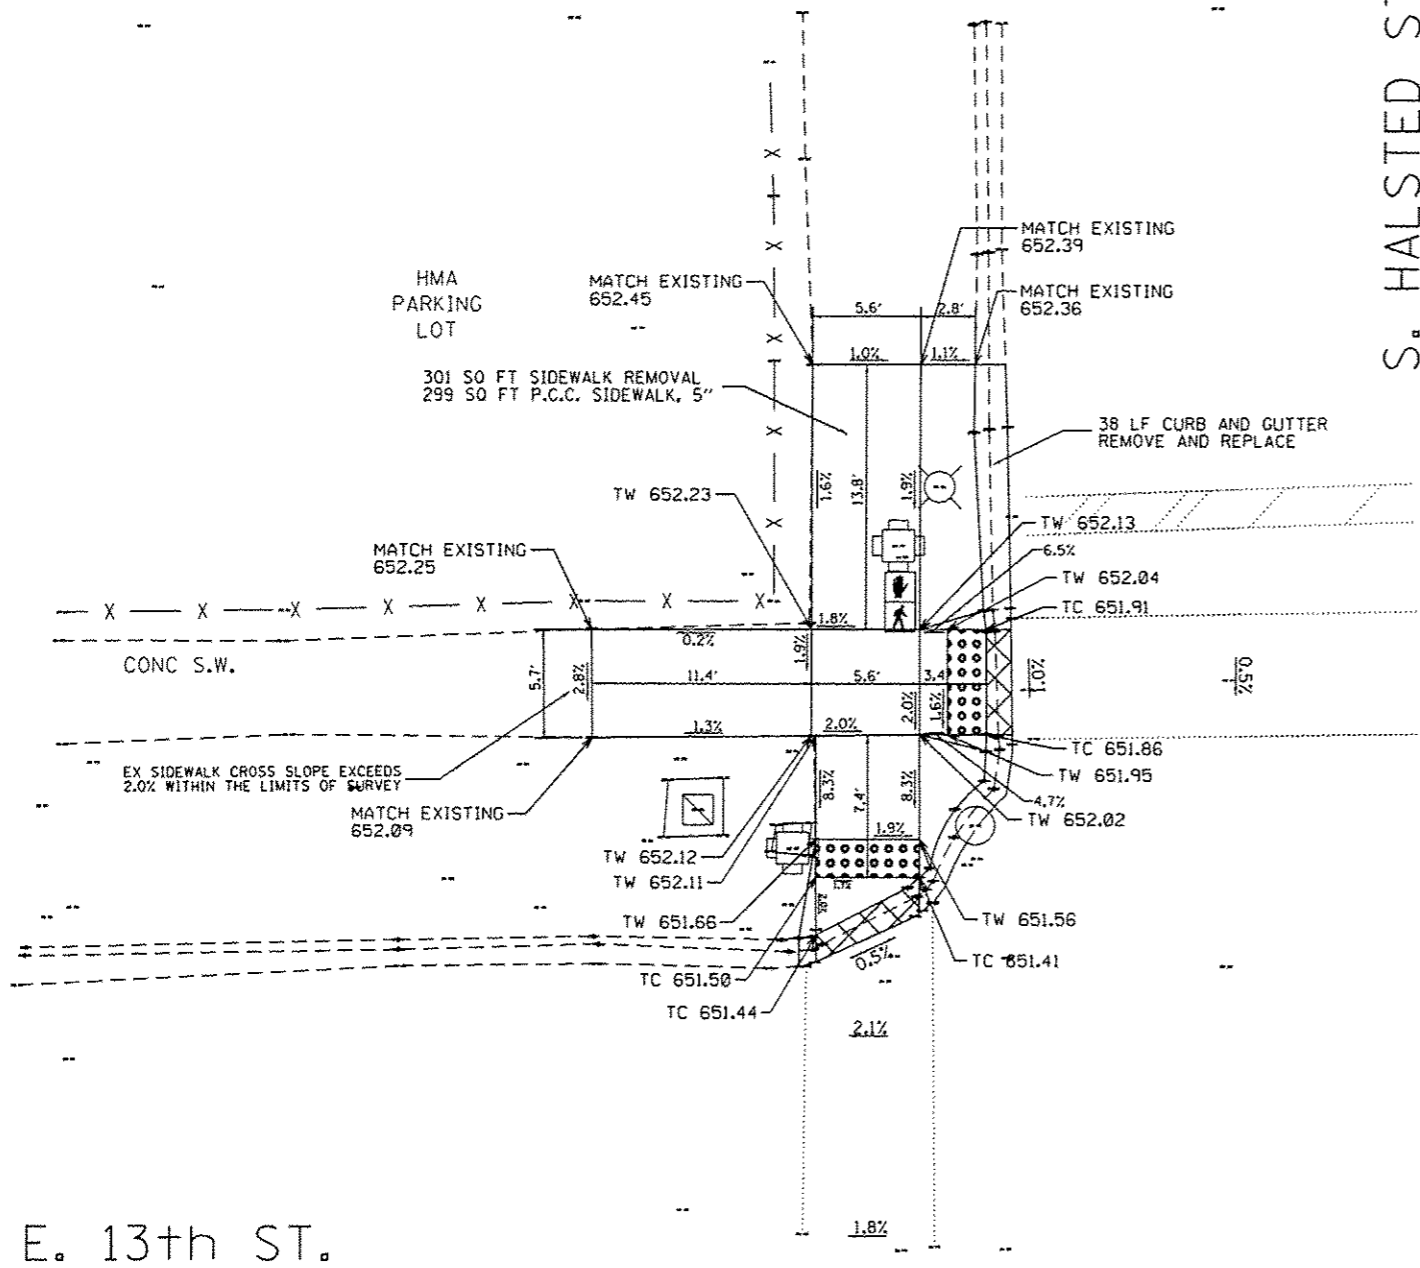 S. HALSTED S
MATCH EXISTING
652.39
HMA
PARKING
LOT
MATCH EXISTING
652.45
MATCH EXISTING
652.36
5.6'
2.8'
1.0%
1.1%
301 SQ FT SIDEWALK REMOVAL
299 SQ FT P.C.C. SIDEWALK, 5"
38 LF CURB AND GUTTER
REMOVE AND REPLACE
1.6%
13.8'
1.9%
TW 652.23
TW 652.13
MATCH EXISTING
652.25
6.5%
TW 652.04
TC 651.91
1.8%
0.2%
1.9%
CONC S.W.
5.7'
2.8%
11.4'
5.6'
3.4
2.0%
1.6%
1.0%
0.5%
1.3%
2.0%
TC 651.86
EX SIDEWALK CROSS SLOPE EXCEEDS
2.0% WITHIN THE LIMITS OF SURVEY
TW 651.95
8.3%
7.4'
8.3%
4.7%
MATCH EXISTING
652.09
TW 652.02
1.9%
TW 652.12
TW 652.11
TW 651.66
TW 651.56
0.5%
TC 651.41
TC 651.50
TC 651.44
2.1%
1.8%
E. 13th ST.